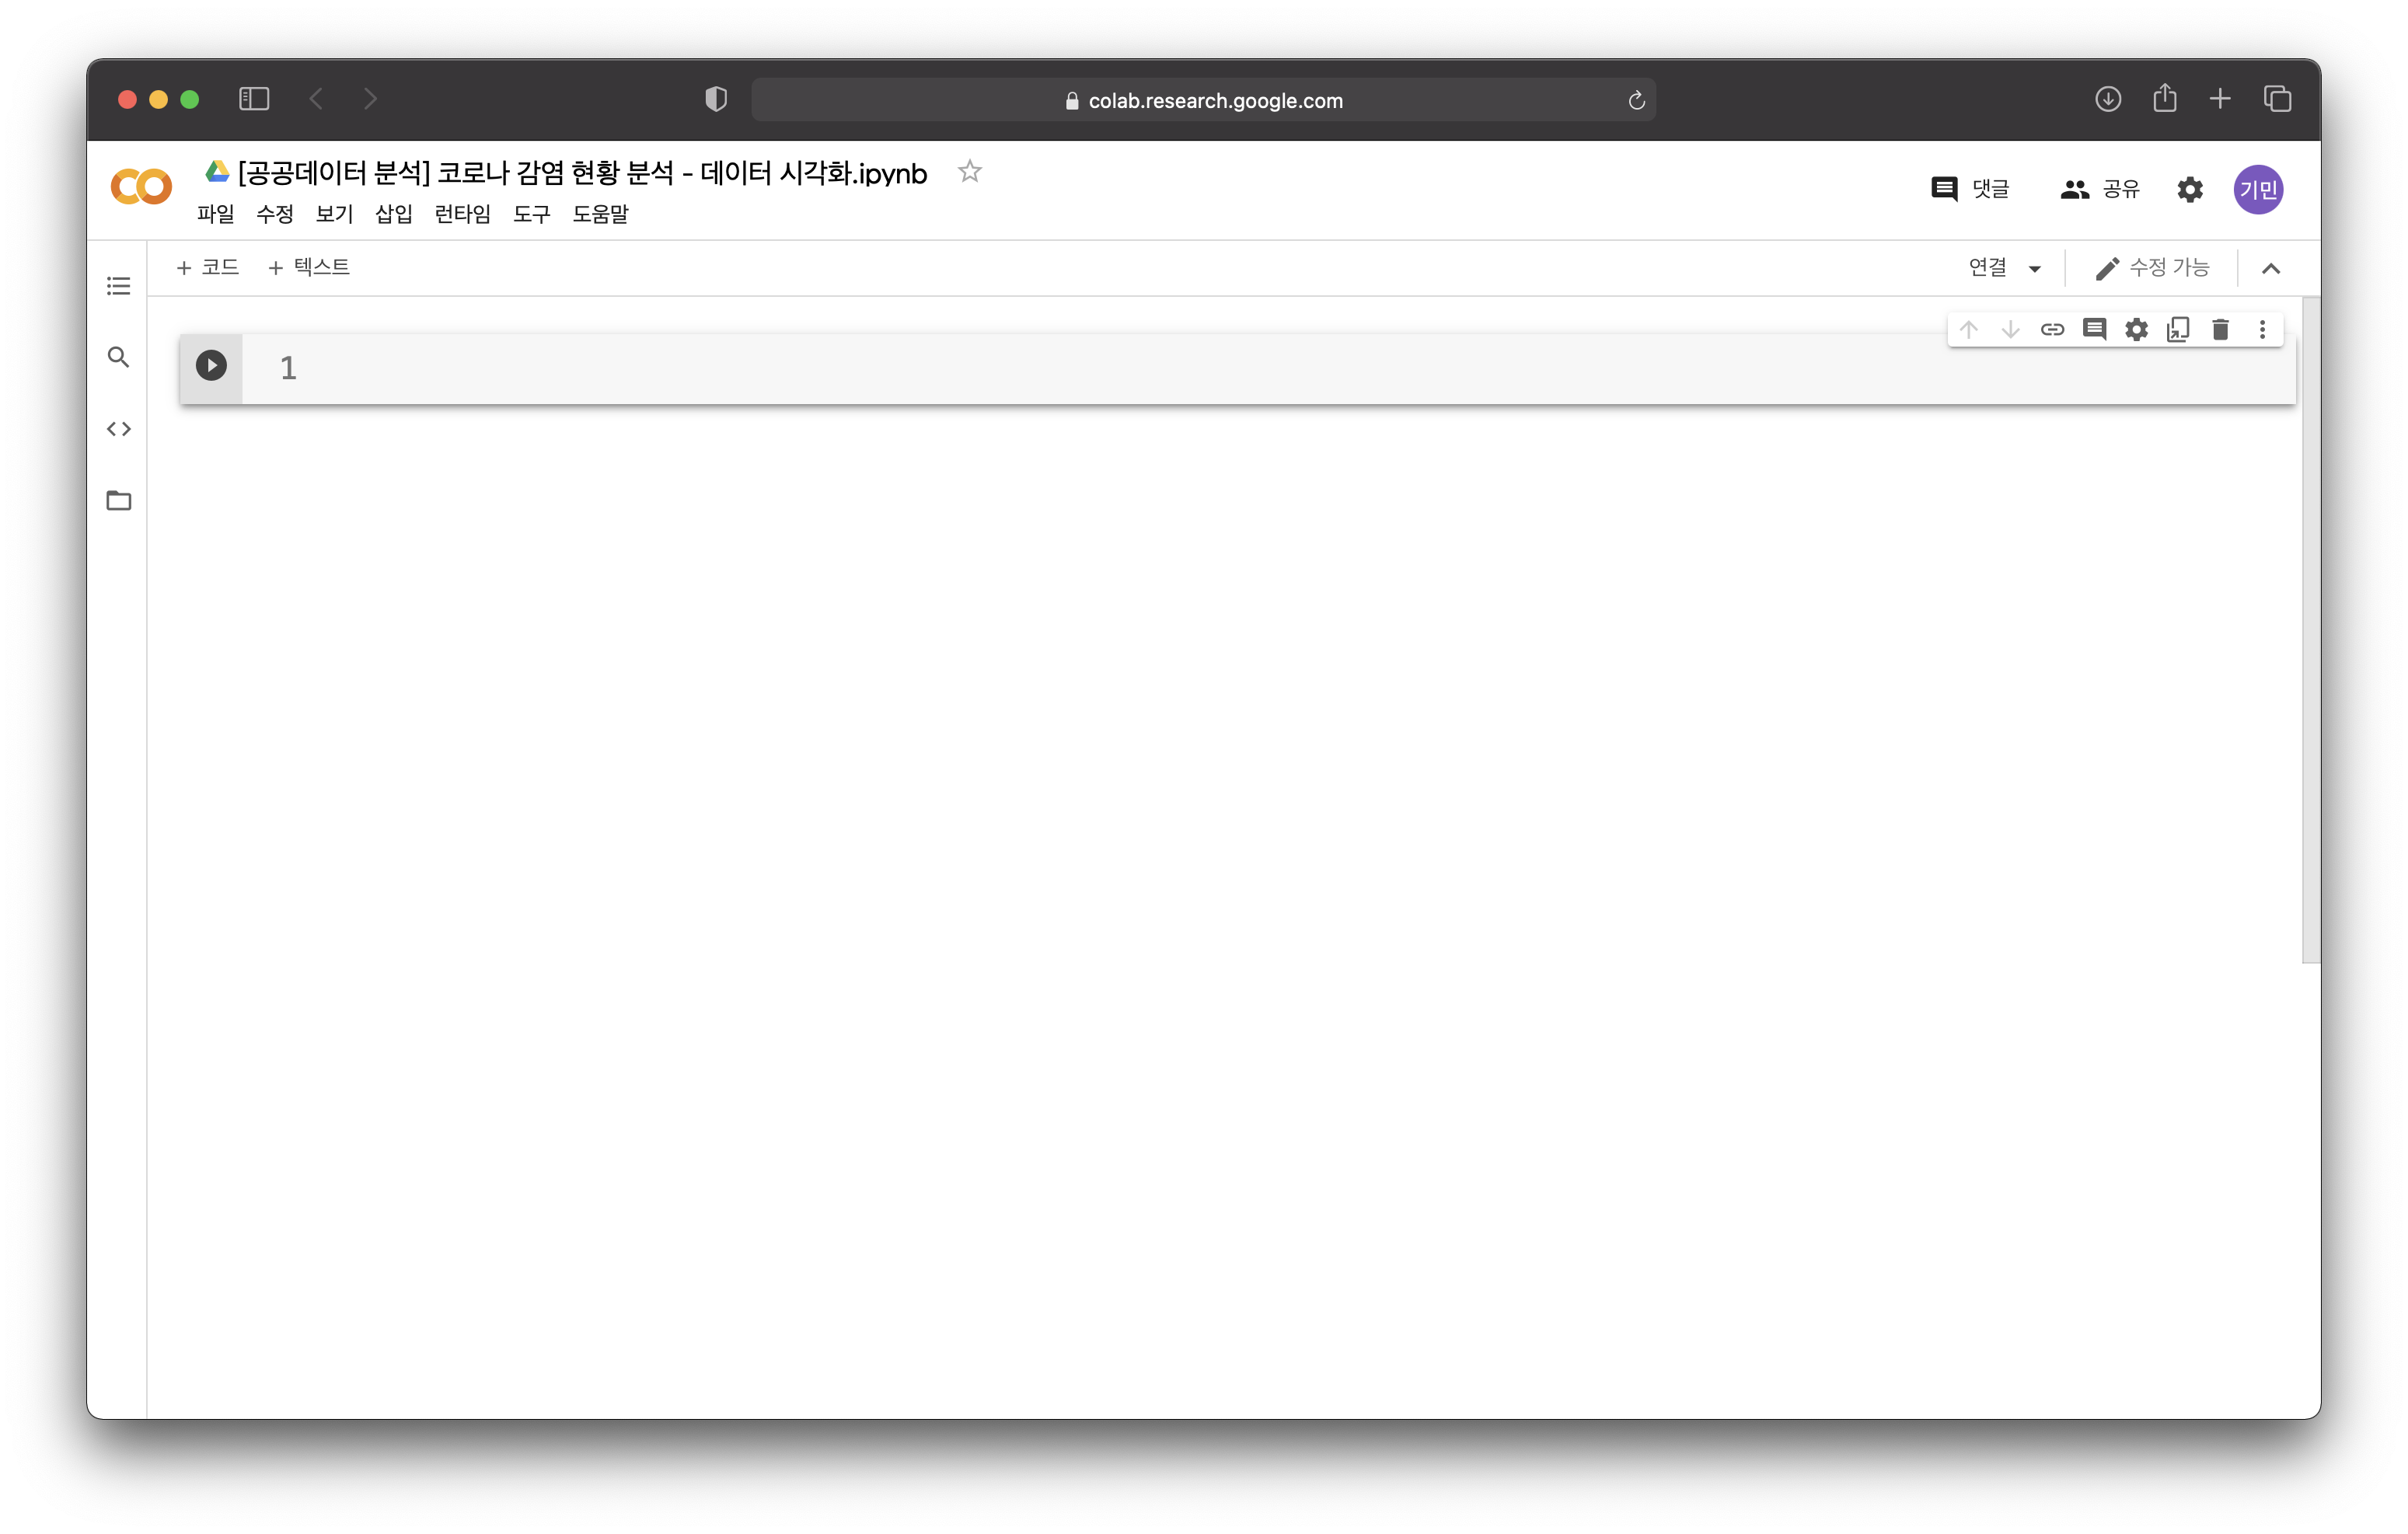 colab.research.google.com
[공공데이터 분석] 코로나 감염 현황 분석 - 데이터 시각화.ipynb
파일 수정 보기 삽입 런타임 도구 도움말
댓글 공유 기민
+ 코드 + 텍스트 연결 수정 가능
1